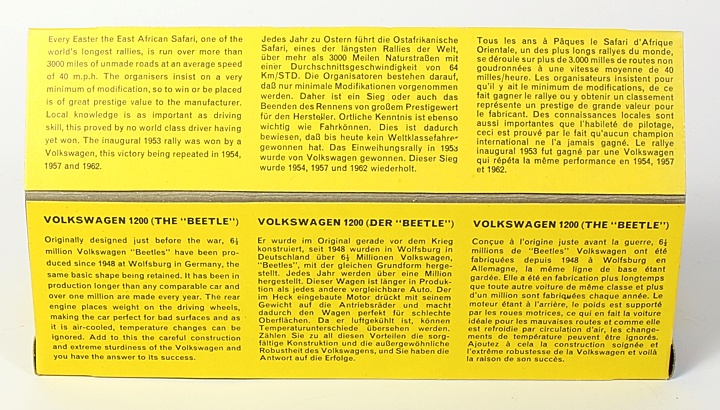 Every Easter the East African Safari, one of the
world's longest rallies, is run over more than
3000 miles of unmade roads at an average speed
of 40 m.p.h. The organisers insist on a very
minimum of modification, so to win or be placed
is of great prestige value to the manufacturer.
Local knowledge is as important as driving
skill, this proved by no world class driver having
yet won. The inaugural 1953 rally was won by a
Volkswagen, this victory being repeated in 1954,
1957 and 1962.
Jedes Jahr zu Ostern führt die Ostafrikanische
Safari, eines der längsten Rallies der Welt,
über mehr als 3000 Meilen Naturstraßen mit
einer Durchschnittsgeschwindigkeit von 64
Km/STD. Die Organisatoren bestehen darauf,
daß nur minimale Modifikationen vorgenommen
werden. Daher ist ein Sieg oder auch das
Beenden des Rennens von großem Prestigewert
für den Hersteller. Ortliche Kenntnis ist ebenso
wichtig wie Fahrkönnen. Dies ist dadurch
bewiesen, daß bis heute kein Weltklassefahrer
gewonnen hat. Das Einweihungsrally in 1953
wurde von Volkswagen gewonnen. Dieser Sieg
wurde 1954, 1957 und 1962 wiederholt.
Tous les ans à Pâques le Safari d'Afrique
Orientale, un des plus longs rallyes du monde,
se déroule sur plus de 3.000 milles de routes non
goudronnées à une vitesse moyenne de 40
milles/heure. Les organisateurs insistent pour
qu'il y ait le minimum de modifications, de ce
fait gagner le rallye ou y obtenir un classement
représente un prestige de grande valeur pour
le fabricant. Des connaissances locales sont
aussi importantes que l'habileté de pilotage,
ceci est prouvé par le fait qu'aucun champion
international ne l'a jamais gagné. Le rallye
inaugural 1953 fut gagné par une Volkswagen
qui répéta la même performance en 1954, 1957
et 1962.
VOLKSWAGEN 1200 (THE "BEETLE")
Originally designed just before the war, 6½
million Volkswagen "Beetles" have been pro-
duced since 1948 at Wolfsburg in Germany, the
same basic shape being retained. It has been in
production longer than any comparable car and
over one million are made every year. The rear
engine places weight on the driving wheels,
making the car perfect for bad surfaces and as
it is air-cooled, temperature changes can be
ignored. Add to this the careful construction
and extreme sturdiness of the Volkswagen and
you have the answer to its success.
VOLKSWAGEN 1200 (DER "BEETLE")
Er wurde im Original gerade vor dem Krieg
konstruiert, seit 1948 wurden in Wolfsburg in
Deutschland über 6½ Millionen Volkswagen,
"Beetles", mit der gleichen Grundform herge-
stellt. Jedes Jahr werden über eine Million
hergestellt. Dieser Wagen ist länger in Produk-
tion als jedes andere vergleichbare Auto. Der
im Heck eingebaute Motor drückt mit seinem
Gewicht auf die Antriebsräder und macht
dadurch den Wagen perfekt für schlechte
Oberflächen. Da er luftgekühlt ist, können
Temperaturunterschiede übersehen werden.
Zählen Sie zu all diesen Vorteilen die sorg-
fältige Konstruktion und die außergewöhnliche
Robustheit des Volkswagens, und Sie haben die
Antwort auf die Erfolge.
VOLKSWAGEN 1200 (THE "BEETLE")
Conçue à l'origine juste avant la guerre, 6½
millions de "Beetles" Volkswagen ont été
fabriquées depuis 1948 à Wolfsburg en
Allemagne, la même ligne de base étant
gardée. Elle a été en fabrication plus longtemps
que toute autre voiture de même classe et plus
d'un million sont fabriquées chaque année. Le
moteur étant à l'arrière, le poids est supporté
par les roues motrices, ce qui en fait la voiture
idéale pour les mauvaises routes et comme elle
est refroidie par circulation d'air, les change-
ments de température peuvent être ignorés.
Ajoutez à cela la construction soignée et
l'extrême robustesse de la Volkswagen et voilà
la raison de son succès.